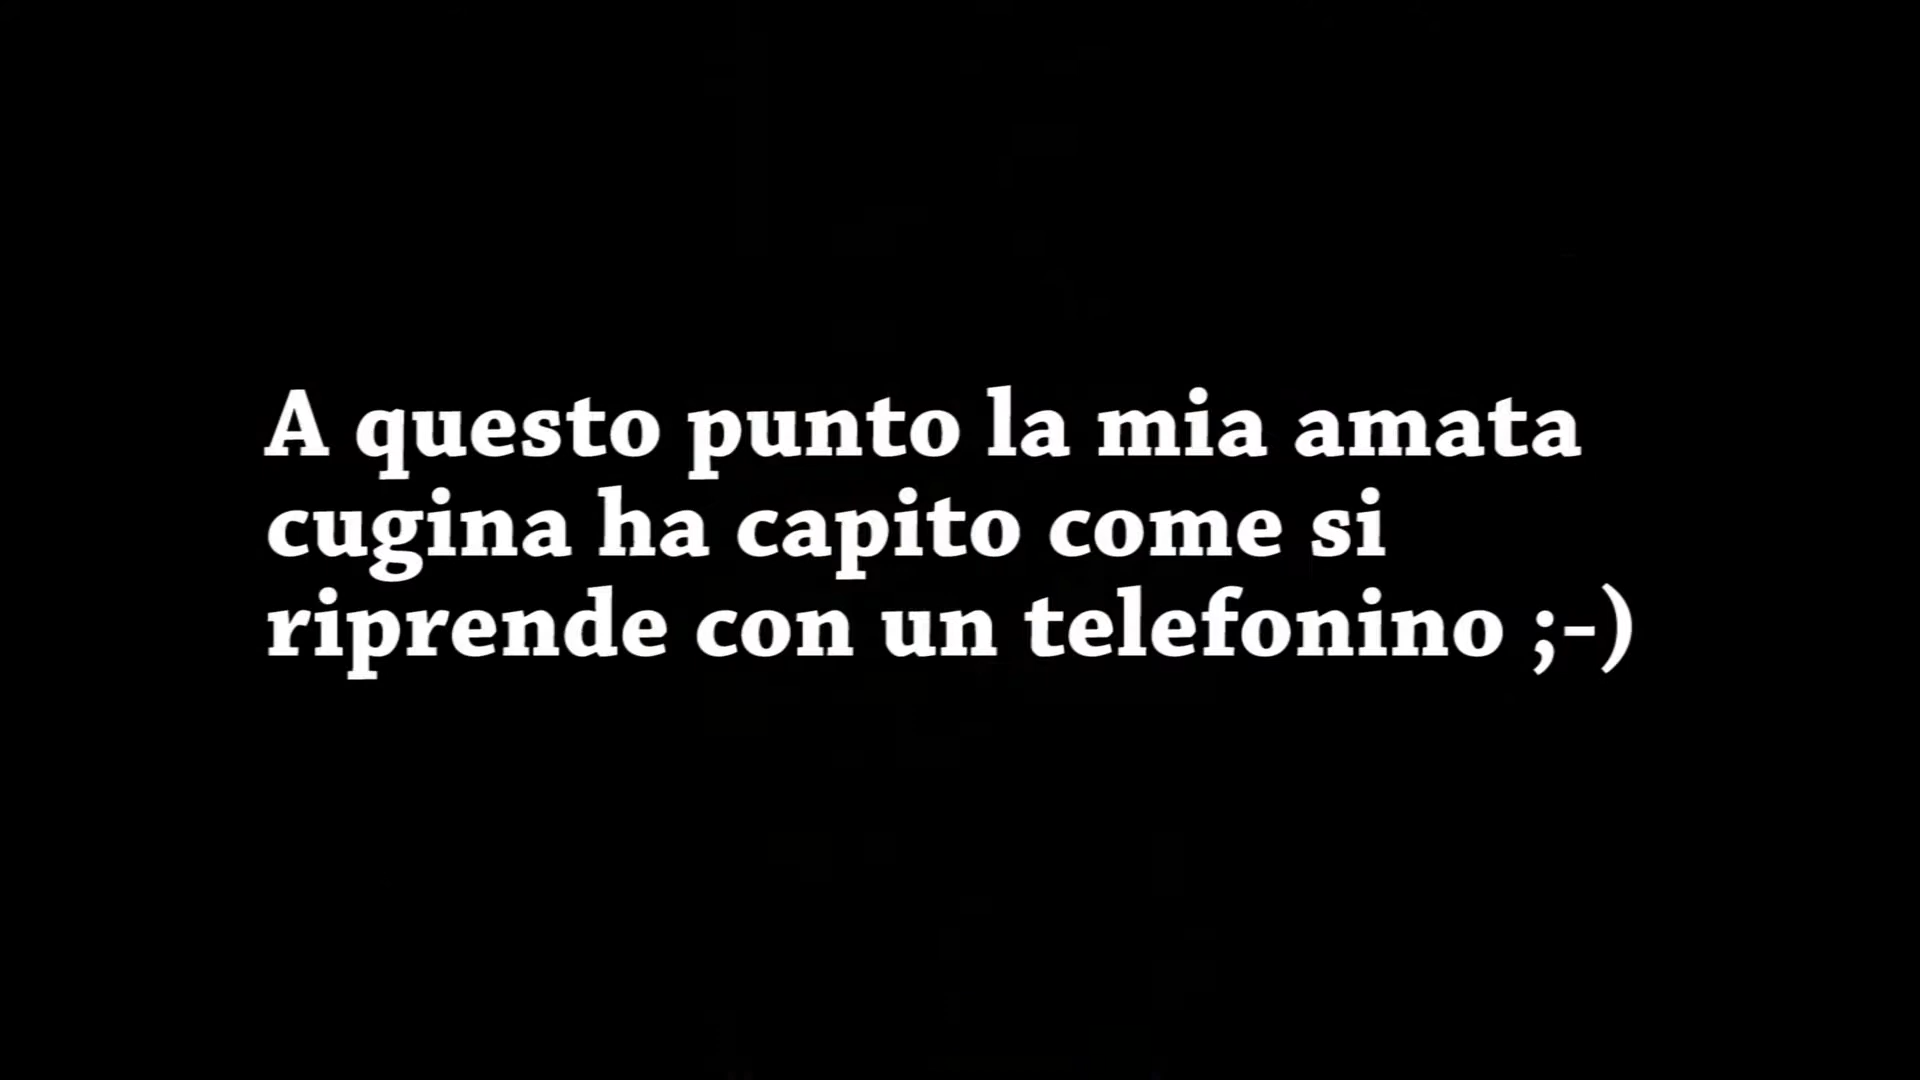 A questo punto la mia amata
cugina ha capito come si
riprende con un telefonino ;-)